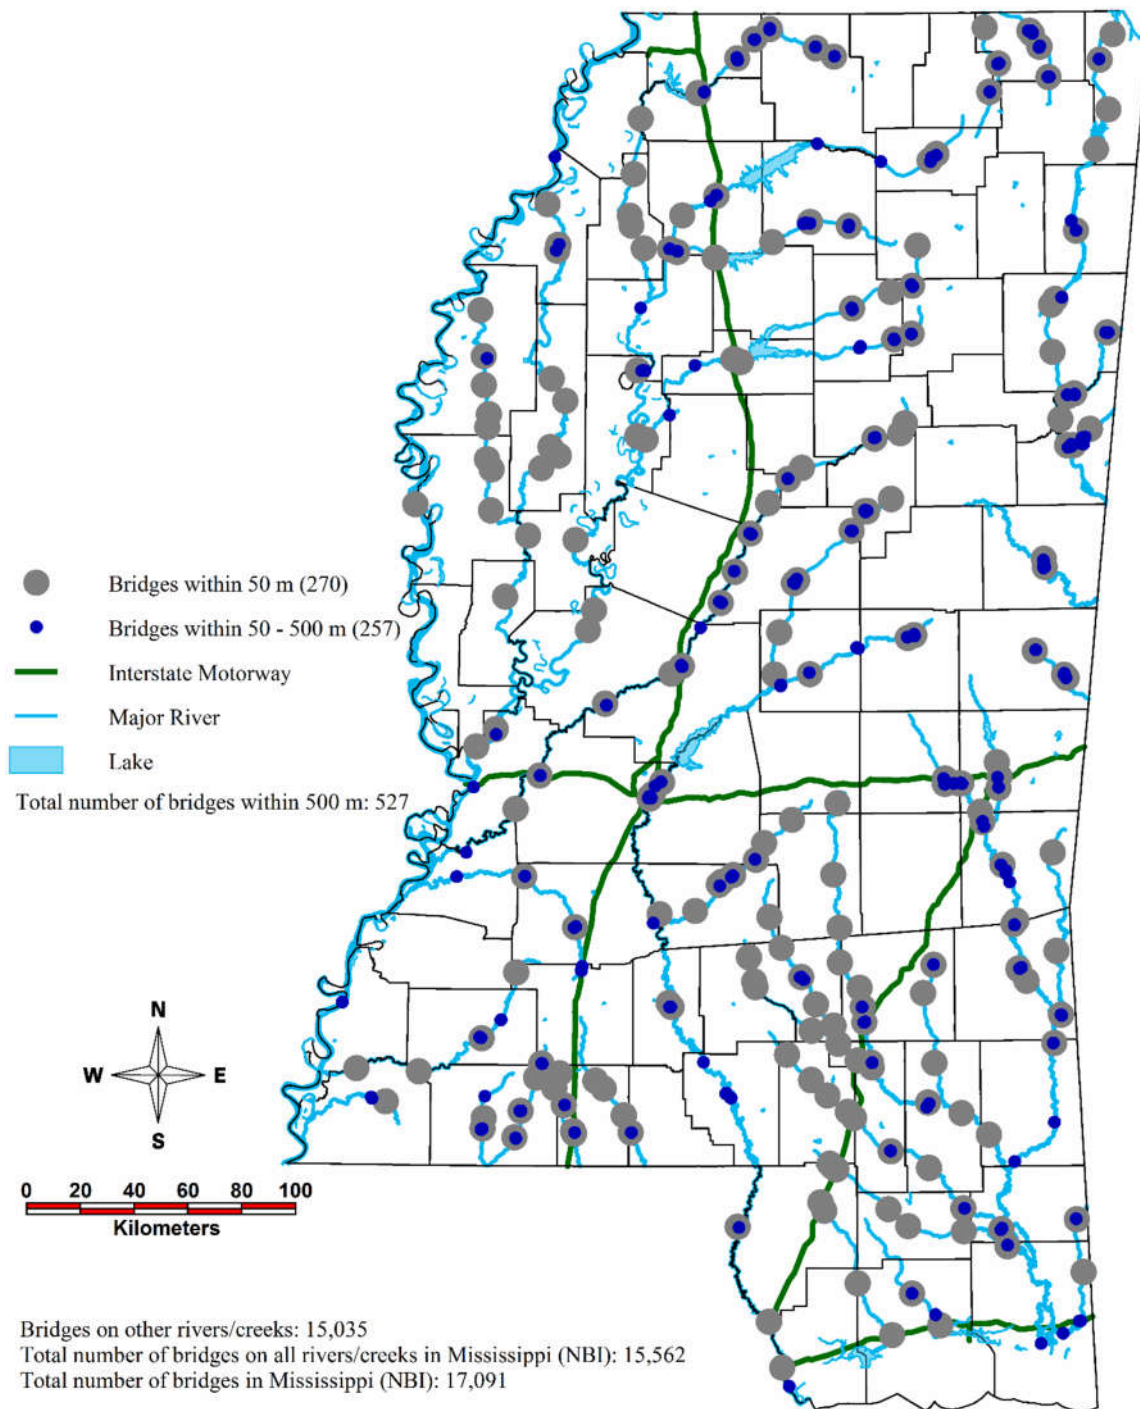 Bridges within 50 m (270)
Bridges within 50 - 500 m (257)
Interstate Motorway
Major River
Lake
Total number of bridges within 500 m: 527
N
W E
S
0 20 40 60 80 100
Kilometers
Bridges on other rivers/creeks: 15,035
Total number of bridges on all rivers/creeks in Mississippi (NBI): 15,562
Total number of bridges in Mississippi (NBI): 17,091